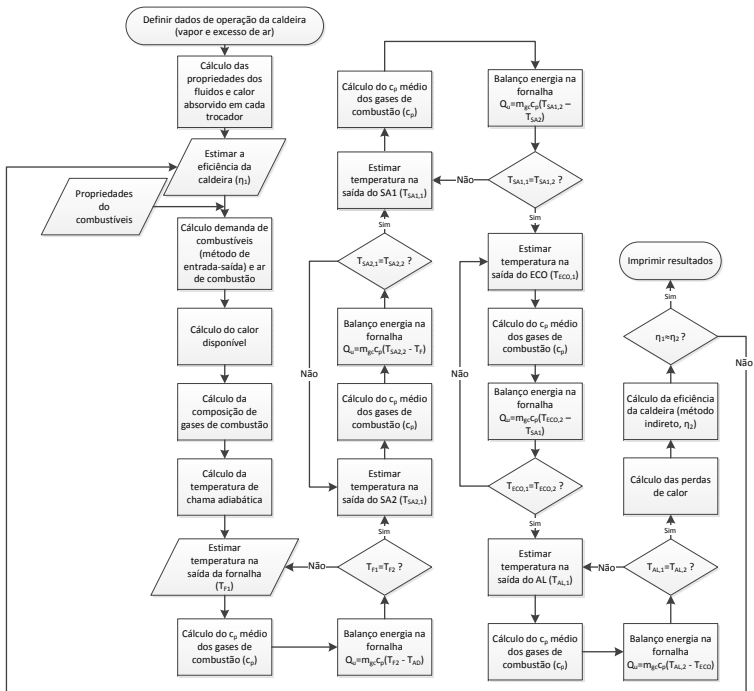 Definir dados de operação da caldeira
(vapor e excesso de ar)
Cálculo das
propriedades dos
fluidos e calor
absorvido em cada
trocador
Estimar a
eficiência da
caldeira (η1)
Propriedades
do
combustíveis
Cálculo demanda de
combustíveis
(método de
entrada-saída) e ar
de combustão
Cálculo do calor
disponível
Cálculo da
composição de
gases de combustão
Cálculo da
temperatura de
chama adiabática
Estimar
temperatura na
saída da fornalha
(TF1)
Cálculo do cp médio
dos gases de
combustão (cp)
Balanço energia na
fornalha
Qu=mgccp(TF2 - TAD)
TF1=TF2 ?
Não
Sim
Estimar
temperatura na
saída do SA2 (TSA2,1)
Cálculo do cp médio
dos gases de
combustão (cp)
Balanço energia na
fornalha
Qu=mgccp(TSA2,2 - TF)
Não
TSA2,1=TSA2,2 ?
Sim
Estimar
temperatura na
saída do SA1 (TSA1,1)
Cálculo do cp médio
dos gases de
combustão (cp)
Balanço energia na
fornalha
Qu=mgccp(TSA1,2 –
TSA2)
TSA1,1=TSA1,2 ?
Não
Sim
Estimar
temperatura na
saída do ECO (TECO,1)
Cálculo do cp médio
dos gases de
combustão (cp)
Não
Balanço energia na
fornalha
Qu=mgccp(TECO,2 –
TSA1)
TECO,1=TECO,2 ?
Sim
Estimar
temperatura na
saída do AL (TAL,1)
Cálculo do cp médio
dos gases de
combustão (cp)
Balanço energia na
fornalha
Qu=mgccp(TAL,2 - TECO)
TAL,1=TAL,2 ?
Não
Sim
Cálculo das perdas
de calor
Cálculo da eficiência
da caldeira (método
indireto, η2)
η1≈η2 ?
Não
Sim
Imprimir resultados